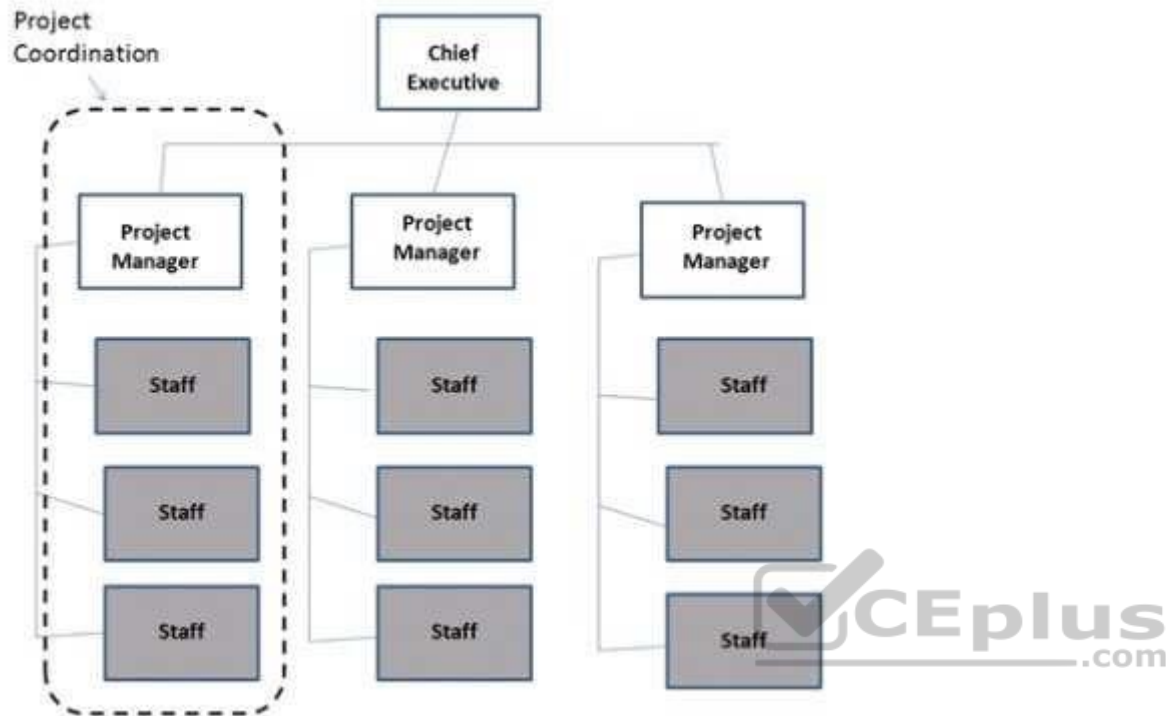 Project
Coordination
Chief
Executive
Project
Manager
Project
Manager
Project
Manager
Staff
Staff
Staff
Staff
Staff
Staff
Staff
Staff
Staff
CEplus
.com